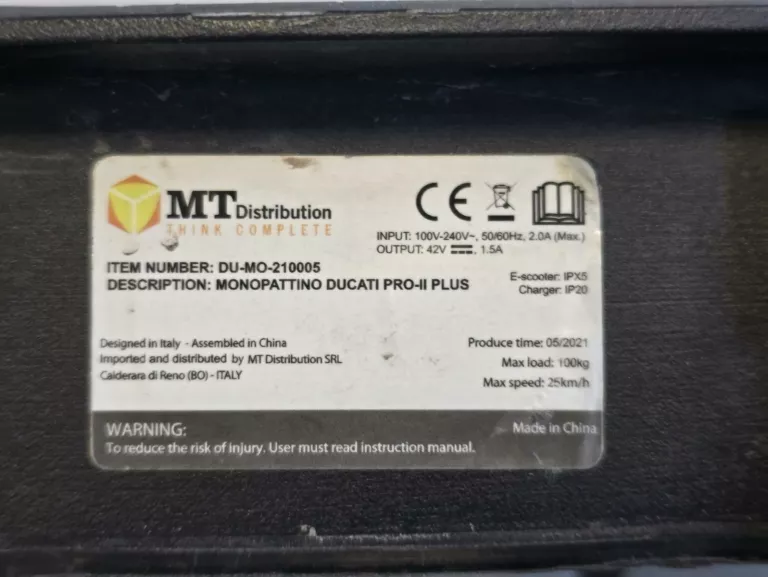 MT Distribution
THINK COMPLETE
CE
INPUT: 100V-240V~, 50/60Hz, 2.0A (Max.)
OUTPUT: 42V ⎓ 1.5A
ITEM NUMBER: DU-MO-210005
DESCRIPTION: MONOPATTINO DUCATI PRO-II PLUS
E-scooter: IPX5
Charger: IP20
Designed in Italy - Assembled in China
Imported and distributed by MT Distribution SRL
Calderara di Reno (BO) - ITALY
Produce time: 05/2021
Max load: 100kg
Max speed: 25km/h
WARNING:
To reduce the risk of injury. User must read instruction manual.
Made in China